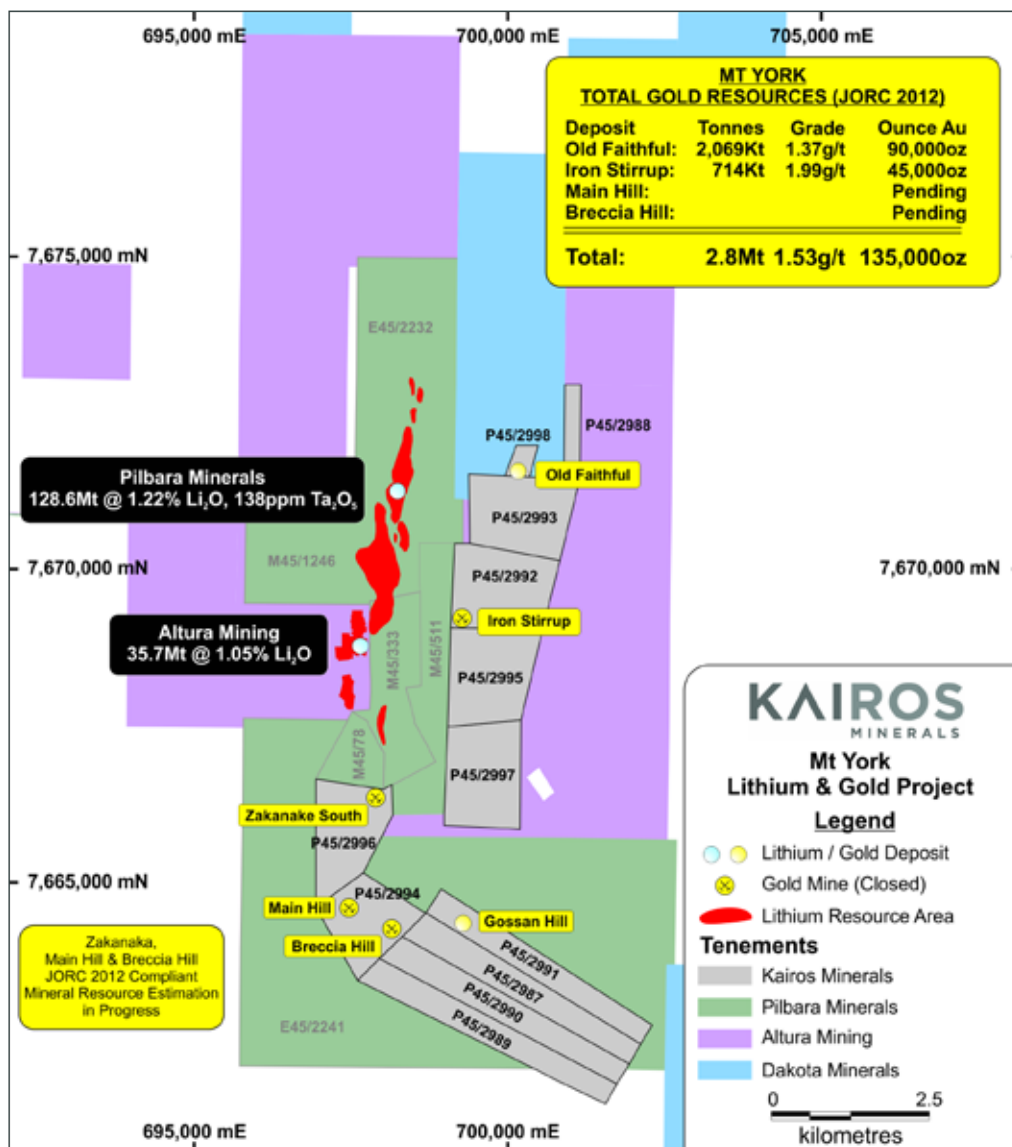 695,000 mE 700,000 mE 705,000 mE
MT YORK
TOTAL GOLD RESOURCES (JORC 2012)
Deposit Tonnes Grade Ounce Au
Old Faithful: 2,069Kt 1.37g/t 90,000oz
Iron Stirrup: 714Kt 1.99g/t 45,000oz
Main Hill: Pending
Breccia Hill: Pending
Total: 2.8Mt 1.53g/t 135,000oz
7,675,000 mN
E45/2232
P45/2988
P45/2998
Old Faithful
Pilbara Minerals
128.6Mt @ 1.22% Li₂O, 138ppm Ta₂O₅
P45/2993
M45/1246
7,670,000 mN
P45/2992
7,670,000 mN
Iron Stirrup
Altura Mining
35.7Mt @ 1.05% Li₂O
M45/333
M45/511
P45/2995
M45/78
P45/2997
Zakanake South
P45/2996
7,665,000 mN
P45/2994
Main Hill
Breccia Hill
Gossan Hill
P45/2991
P45/2987
P45/2990
P45/2989
Zakanaka,
Main Hill & Breccia Hill
JORC 2012 Compliant
Mineral Resource Estimation
in Progress
E45/2241
KAIROS
MINERALS
Mt York
Lithium & Gold Project
Legend
Lithium / Gold Deposit
Gold Mine (Closed)
Lithium Resource Area
Tenements
Kairos Minerals
Pilbara Minerals
Altura Mining
Dakota Minerals
0 2.5
kilometres
695,000 mE 700,000 mE